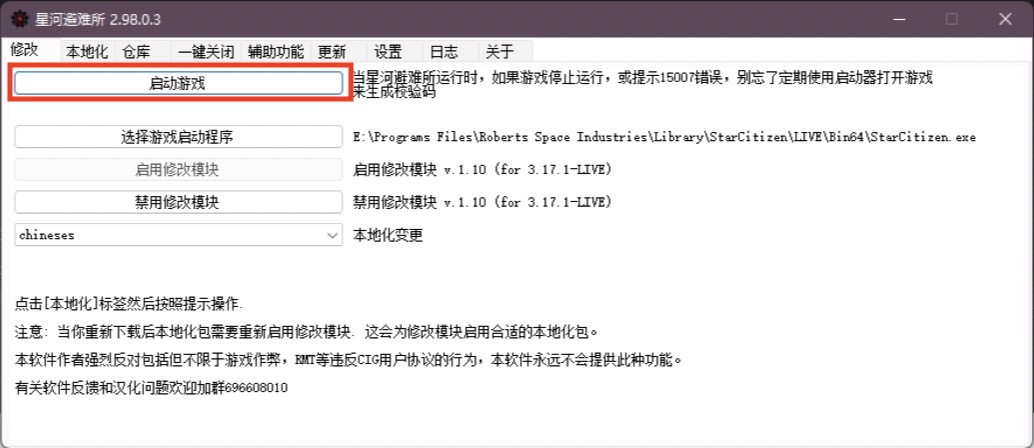 星河避难所 2.98.0.3
修改 本地化 仓库 一键关闭 辅助功能 更新 设置 日志 关于
启动游戏
当星河避难所运行时，如果游戏停止运行，或提示15007错误，别忘了定期使用启动器打开游戏
来生成校验码
选择游戏启动程序 E:\Programs Files\Roberts Space Industries\Library\StarCitizen\LIVE\Bin64\StarCitizen.exe
启用修改模块 启用修改模块 v.1.10 (for 3.17.1-LIVE)
禁用修改模块 禁用修改模块 v.1.10 (for 3.17.1-LIVE)
chineses 本地化变更
点击[本地化]标签然后按照提示操作.
注意: 当你重新下载后本地化包需要重新启用修改模块. 这会为修改模块启用合适的本地化包。
本软件作者强烈反对包括但不限于游戏作弊，RMT等违反CIG用户协议的行为，本软件永远不会提供此种功能。
有关软件反馈和汉化问题欢迎加群696608010